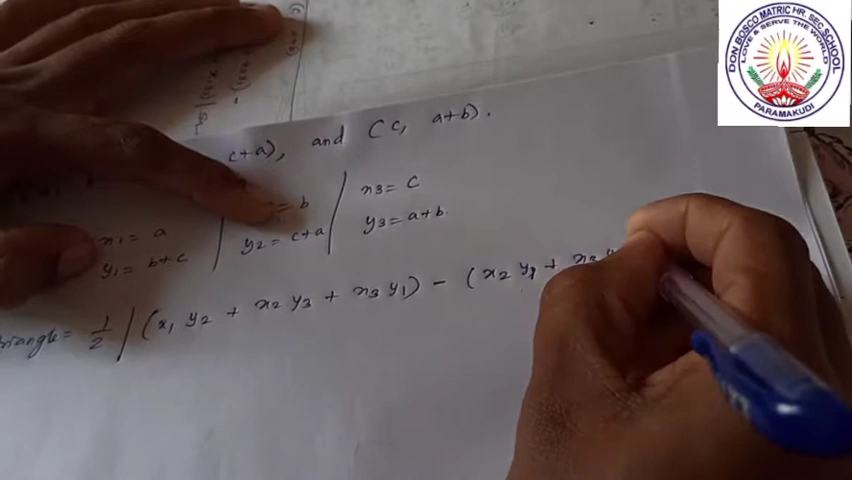 DON BOSCO MATRIC HR. SEC SCHOOL
LOVE & SERVE THE WORLD
PARAMAKUDI
c+a), and (c, a+b).
x1 = a
y1 = b+c
= b
y2 = c+a
x3 = c
y3 = a+b.
riangle = 1/2 | (x1 y2 + x2 y3 + x3 y1) - (x2 y1 + x3 y